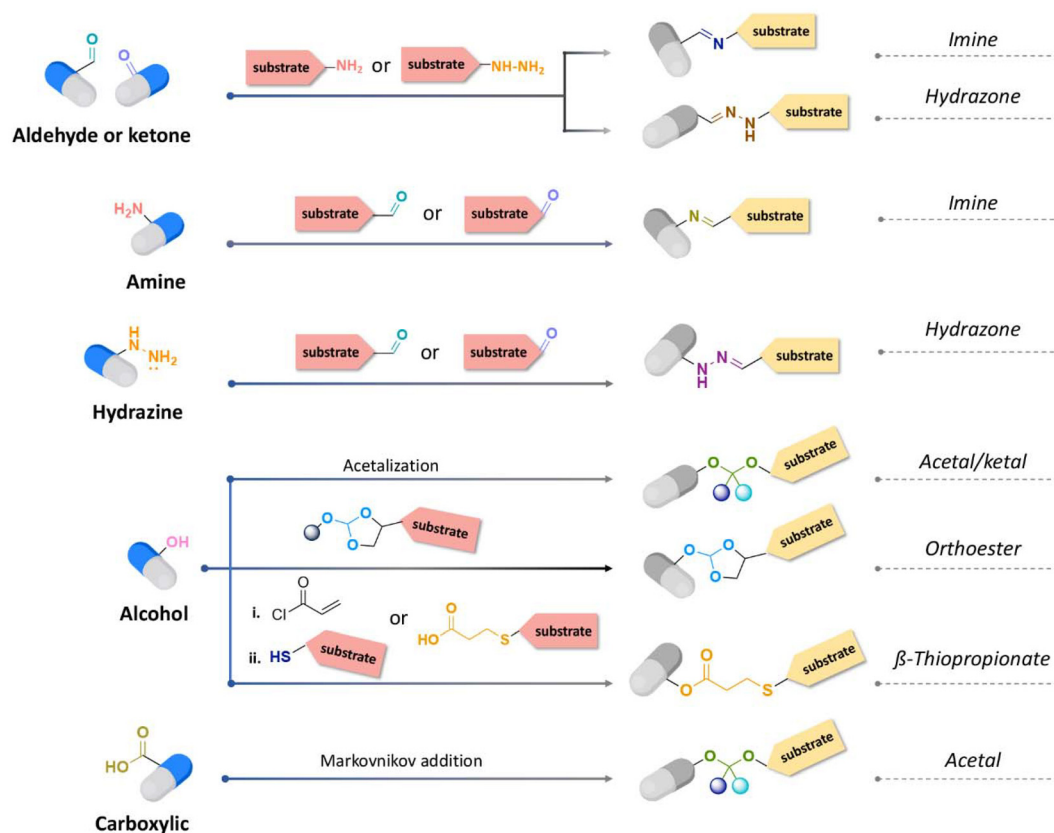 O
O
substrate
NH₂
or
substrate
NH-NH₂
N
substrate
Imine
Aldehyde or ketone
N
N
H
substrate
Hydrazone
H₂N
Amine
substrate
O
or
substrate
O
N
substrate
Imine
H
N
NH₂
Hydrazine
substrate
O
or
substrate
O
N
H
N
substrate
Hydrazone
Acetalization
O
O
substrate
Acetal/ketal
OH
Alcohol
O
O
O
substrate
O
O
O
substrate
Orthoester
i.
O
Cl
or
O
HO
S
substrate
ii.
HS
substrate
O
O
S
substrate
ß-Thiopropionate
O
HO
Carboxylic
Markovnikov addition
O
O
substrate
Acetal